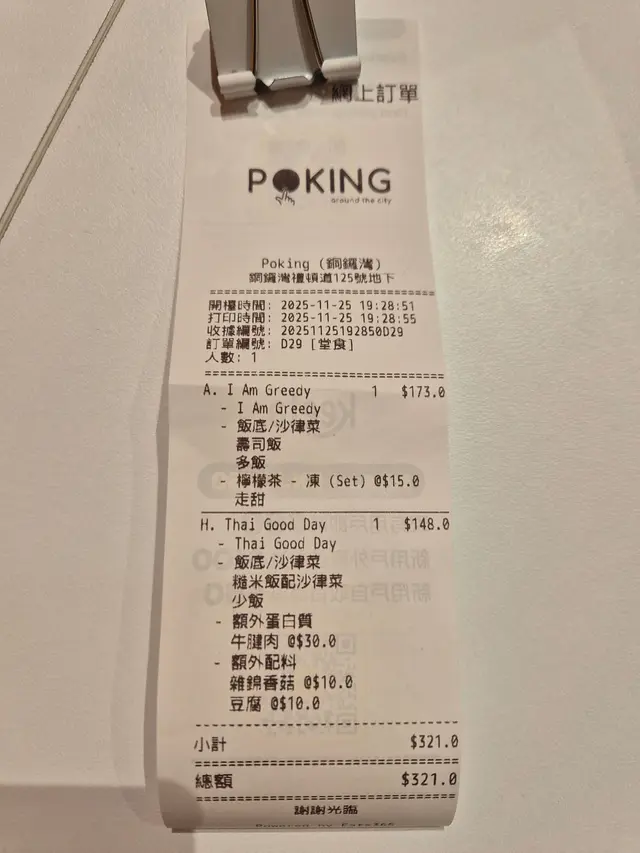 網上訂單
POKING
around the city
Poking (銅鑼灣)
銅鑼灣禮頓道125號地下
開檯時間: 2025-11-25 19:28:51
打印時間: 2025-11-25 19:28:55
收據編號: 20251125192850D29
訂單編號: D29 [堂食]
人數: 1
A. I Am Greedy 1 $173.0
- I Am Greedy
- 飯底/沙律菜
壽司飯
多飯
- 檸檬茶 - 凍 (Set) @$15.0
走甜
H. Thai Good Day 1 $148.0
- Thai Good Day
- 飯底/沙律菜
糙米飯配沙律菜
少飯
- 額外蛋白質
牛腱肉 @$30.0
- 額外配料
雜錦香菇 @$10.0
豆腐 @$10.0
小計 $321.0
總額 $321.0
謝謝光臨
Powered by